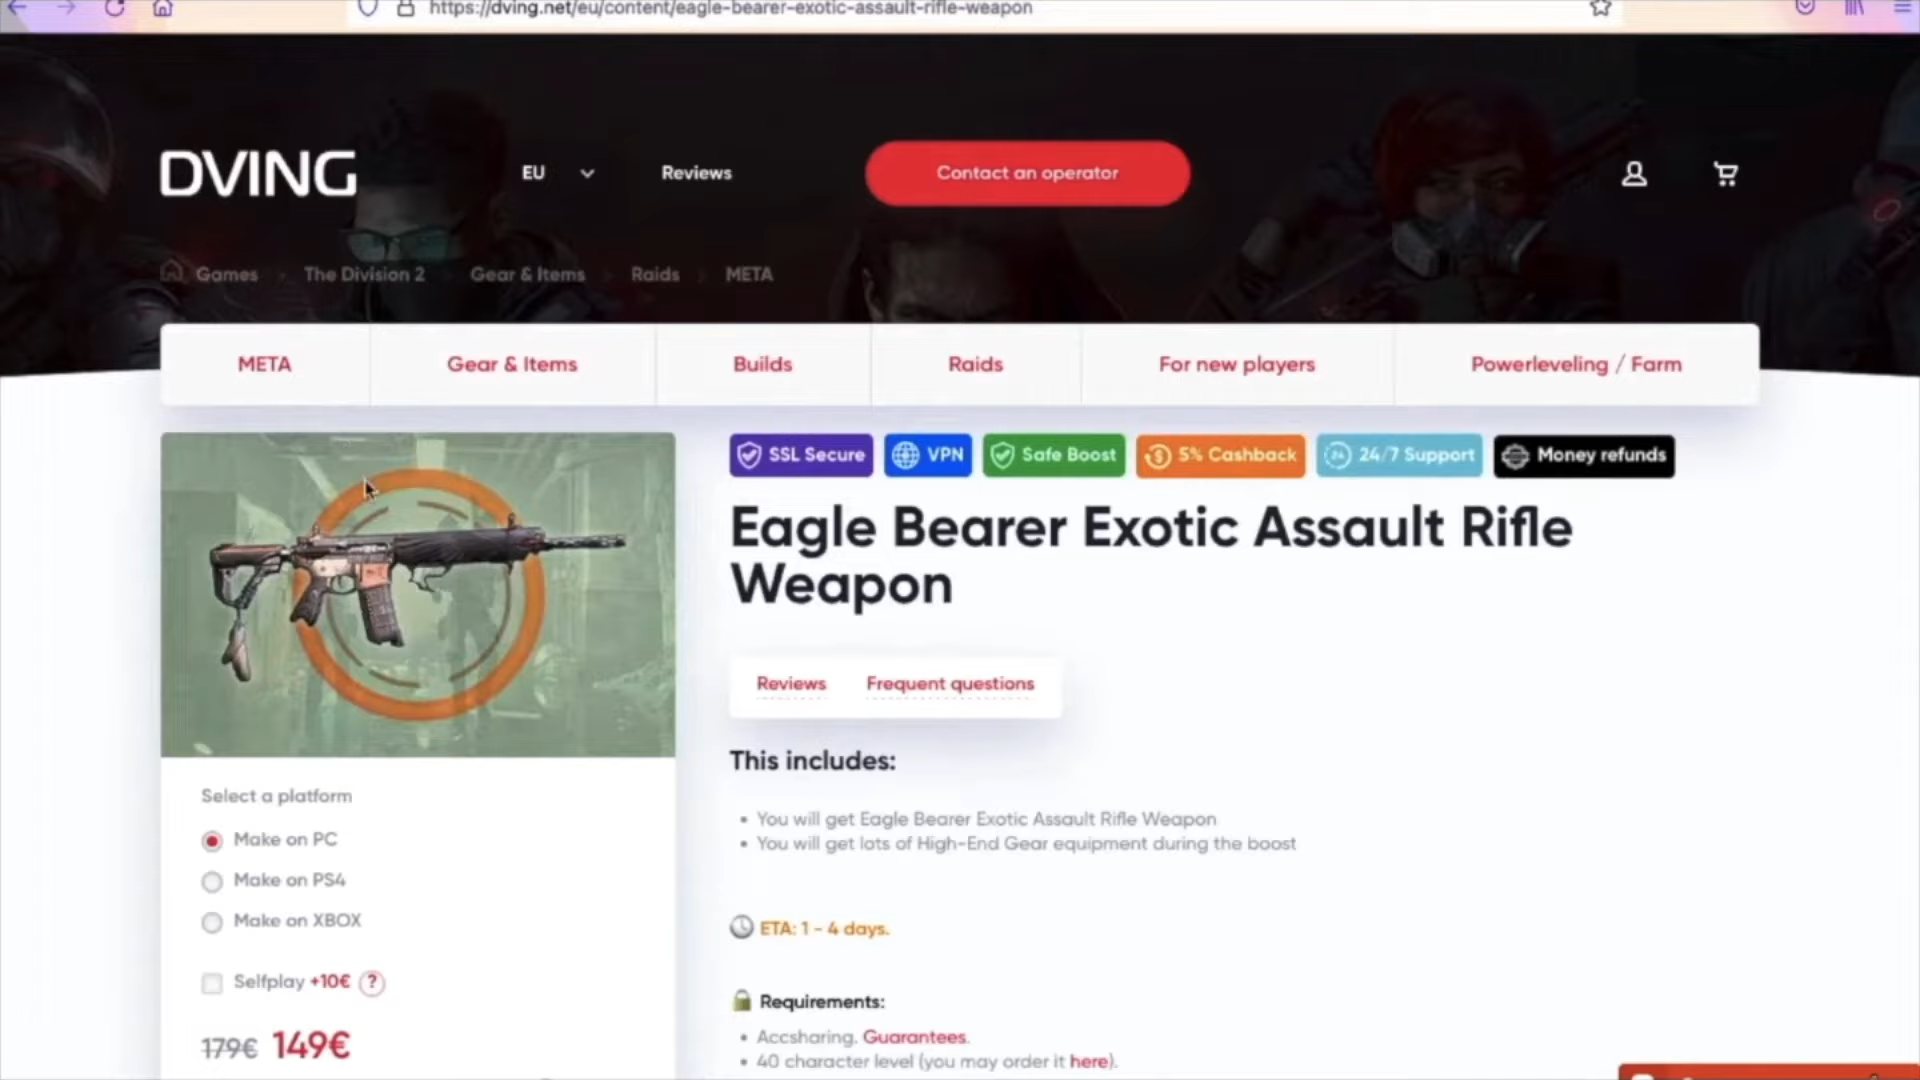 https://dving.net/eu/content/eagle-bearer-exotic-assault-rifle-weapon
DVING
EU
Reviews
Contact an operator
Games
The Division 2
Gear & Items
Raids
META
META
Gear & Items
Builds
Raids
For new players
Powerleveling / Farm
SSL Secure
VPN
Safe Boost
5% Cashback
24/7 Support
Money refunds
Eagle Bearer Exotic Assault Rifle
Weapon
Reviews
Frequent questions
This includes:
• You will get Eagle Bearer Exotic Assault Rifle Weapon
• You will get lots of High-End Gear equipment during the boost
ETA: 1 - 4 days.
Requirements:
• Accsharing. Guarantees.
• 40 character level (you may order it here).
Select a platform
Make on PC
Make on PS4
Make on XBOX
Selfplay +10€ ?
179€ 149€